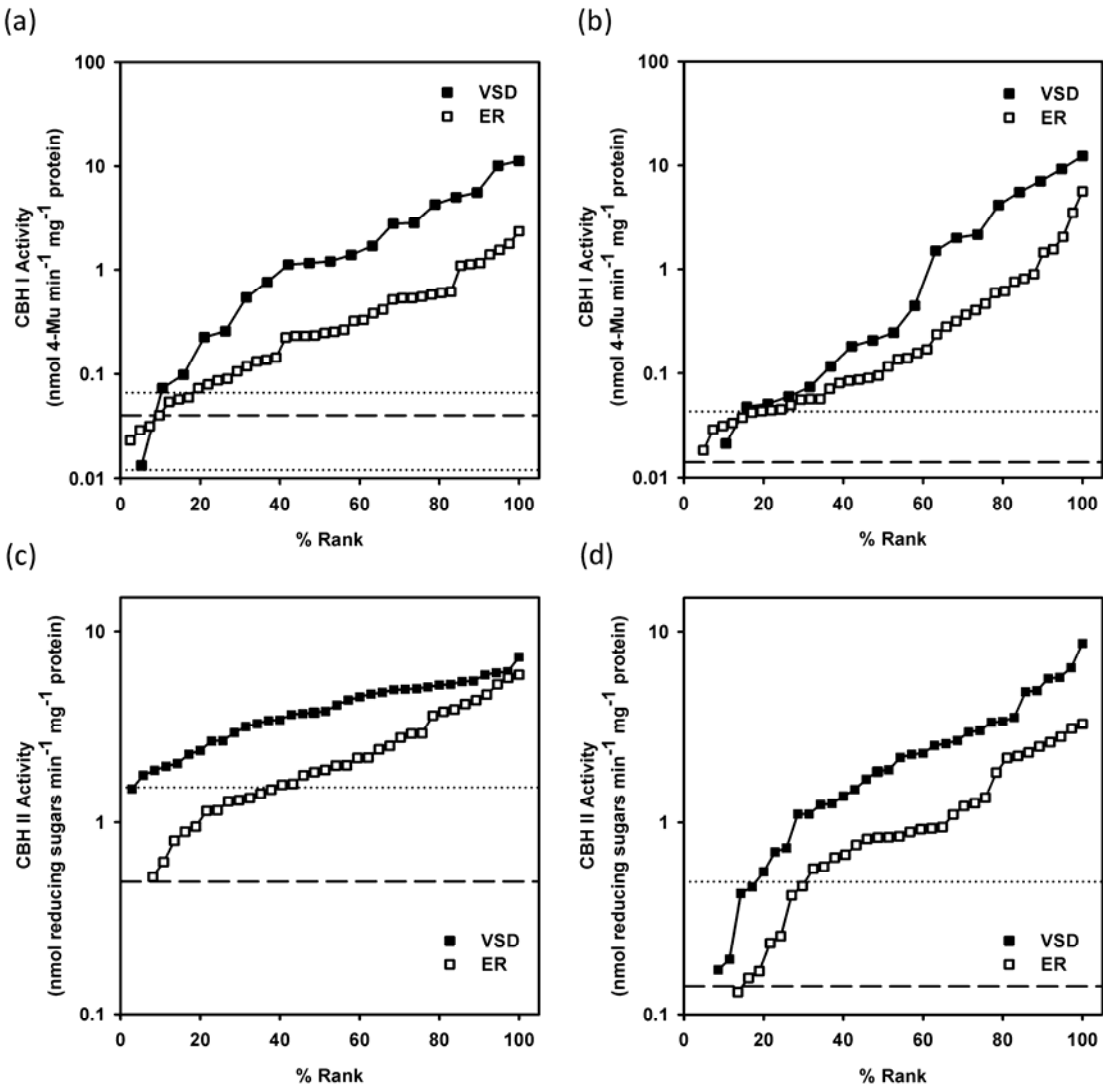 (a)
100
10
1
0.1
0.01
CBH I Activity
(nmol 4-Mu min⁻¹ mg⁻¹ protein)
VSD
ER
0 20 40 60 80 100
% Rank
(b)
100
10
1
0.1
0.01
CBH I Activity
(nmol 4-Mu min⁻¹ mg⁻¹ protein)
VSD
ER
0 20 40 60 80 100
% Rank
(c)
10
1
0.1
CBH II Activity
(nmol reducing sugars min⁻¹ mg⁻¹ protein)
VSD
ER
0 20 40 60 80 100
% Rank
(d)
10
1
0.1
CBH II Activity
(nmol reducing sugars min⁻¹ mg⁻¹ protein)
VSD
ER
0 20 40 60 80 100
% Rank